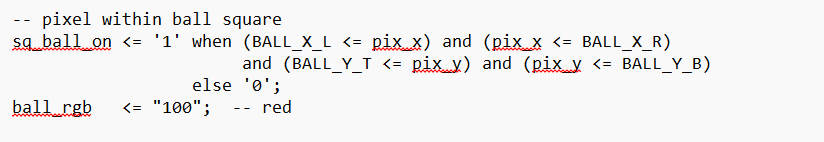 -- pixel within ball square
sq_ball_on <= '1' when (BALL_X_L <= pix_x) and (pix_x <= BALL_X_R)
and (BALL_Y_T <= pix_y) and (pix_y <= BALL_Y_B)
else '0';
ball_rgb <= "100"; -- red